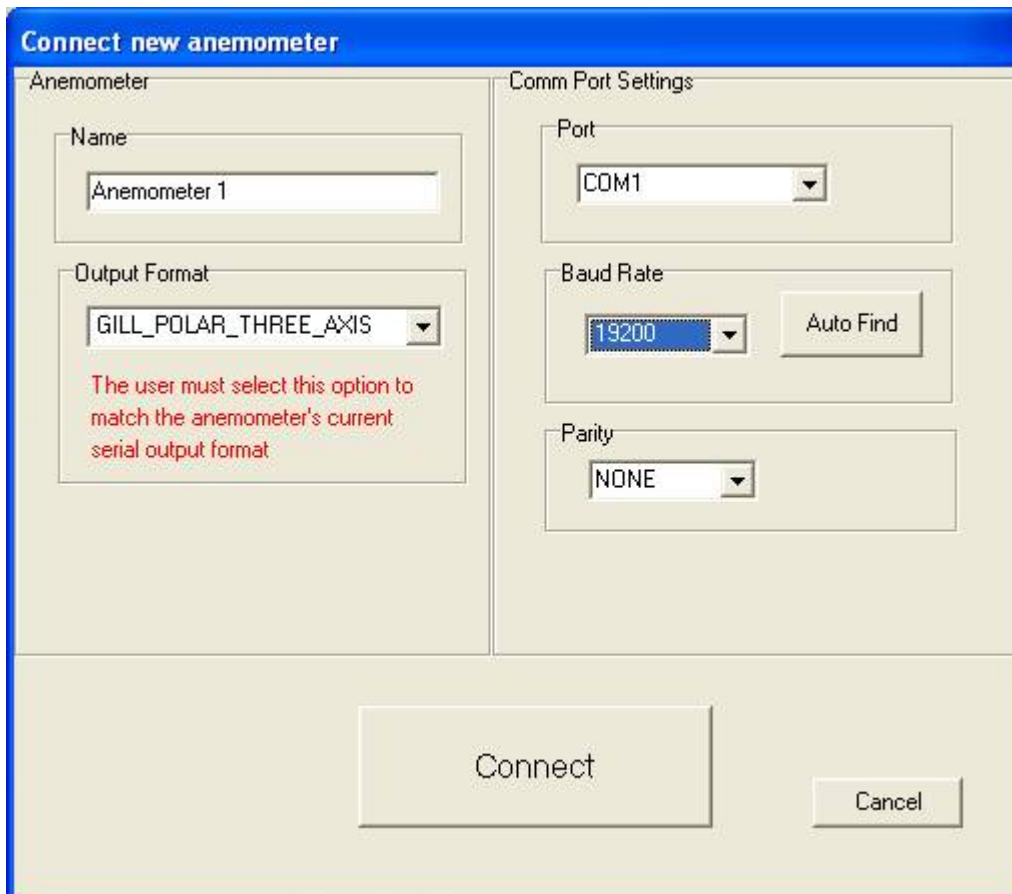 Connect new anemometer
Anemometer
Name
Anemometer 1
Output Format
GILL_POLAR_THREE_AXIS
The user must select this option to
match the anemometer's current
serial output format
Comm Port Settings
Port
COM1
Baud Rate
19200
Auto Find
Parity
NONE
Connect
Cancel